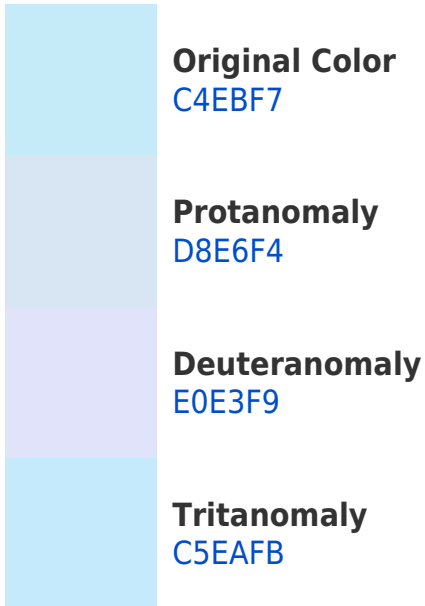 Original Color
C4EBF7
Protanomaly
D8E6F4
Deuteranomaly
E0E3F9
Tritanomaly
C5EAFB